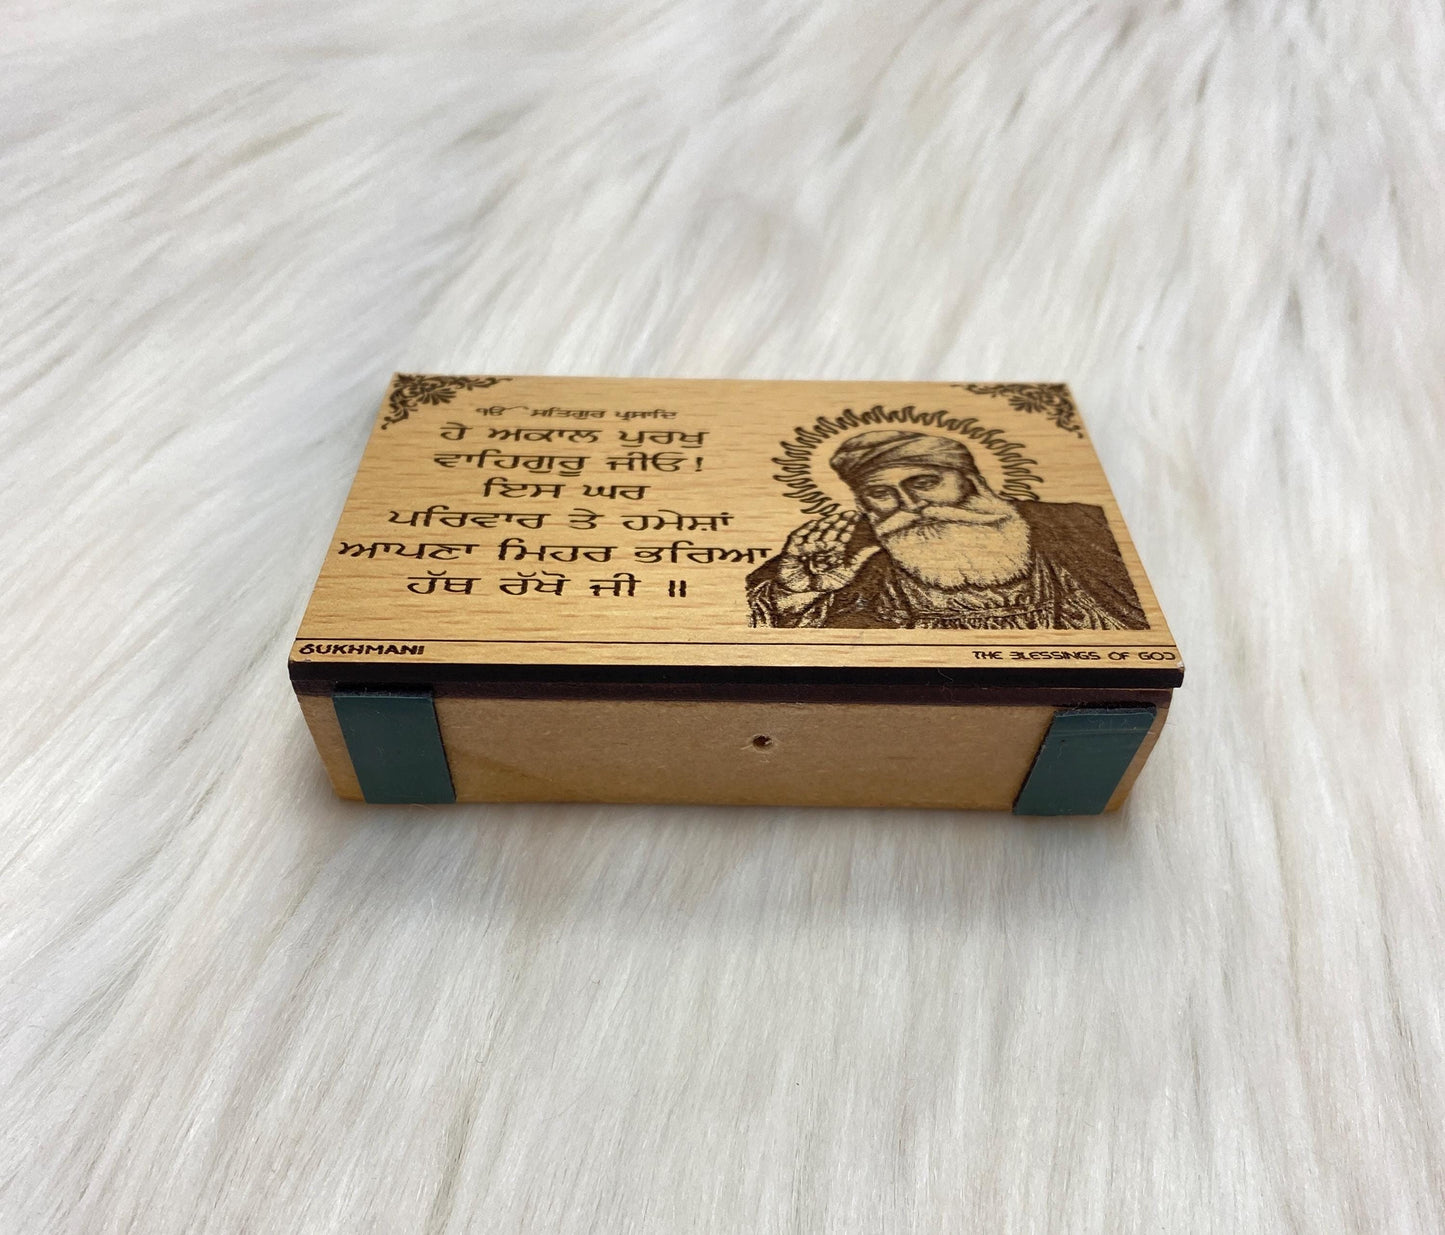 ੴ ਸਤਿਗੁਰ ਪ੍ਰਸਾਦਿ
ਹੇ ਅਕਾਲ ਪੁਰਖੁ
ਵਾਹਿਗੁਰੂ ਜੀਓ!
ਇਸ ਘਰ
ਪਰਿਵਾਰ ਤੇ ਹਮੇਸ਼ਾਂ
ਆਪਣਾ ਮਿਹਰ ਭਰਿਆ
ਹੱਥ ਰੱਖੋ ਜੀ ॥
SUKHMANI
THE BLESSINGS OF GOD